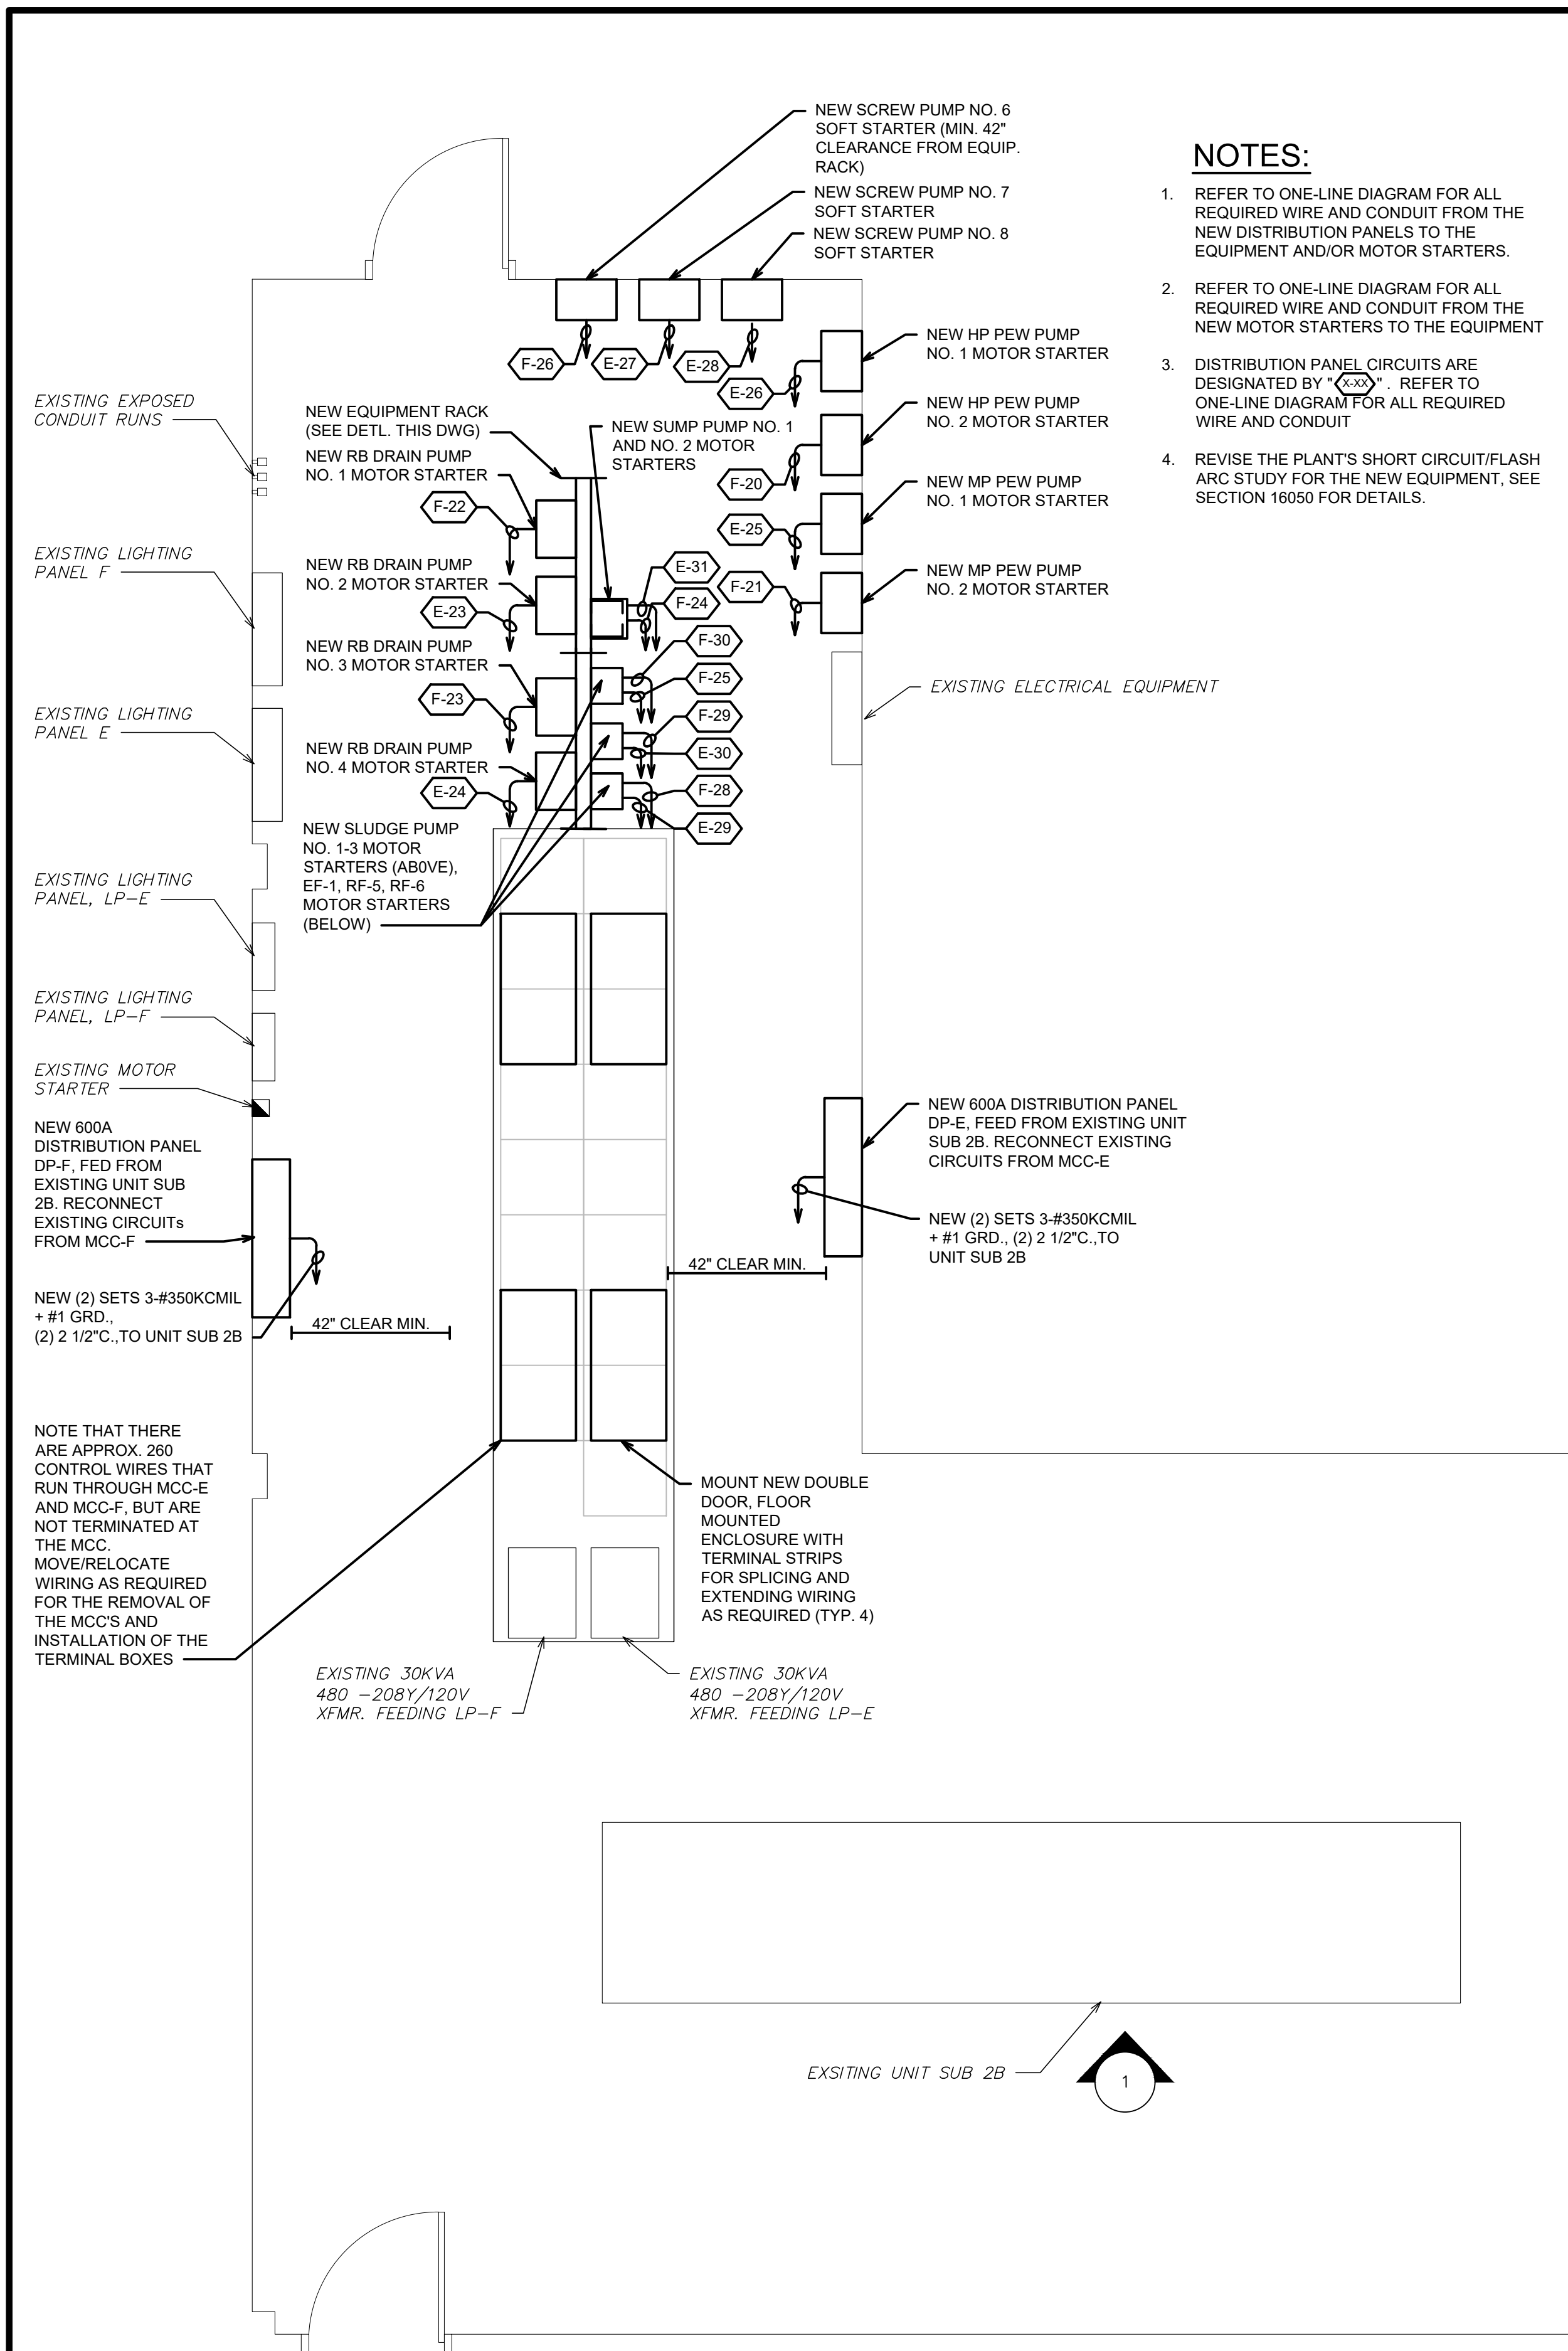 NEW SCREW PUMP NO. 6
SOFT STARTER (MIN. 42"
CLEARANCE FROM EQUIP.
RACK)
NEW SCREW PUMP NO. 7
SOFT STARTER
NEW SCREW PUMP NO. 8
SOFT STARTER
NOTES:
1. REFER TO ONE-LINE DIAGRAM FOR ALL
REQUIRED WIRE AND CONDUIT FROM THE
NEW DISTRIBUTION PANELS TO THE
EQUIPMENT AND/OR MOTOR STARTERS.
2. REFER TO ONE-LINE DIAGRAM FOR ALL
REQUIRED WIRE AND CONDUIT FROM THE
NEW MOTOR STARTERS TO THE EQUIPMENT
3. DISTRIBUTION PANEL CIRCUITS ARE
DESIGNATED BY "X-XX" . REFER TO
ONE-LINE DIAGRAM FOR ALL REQUIRED
WIRE AND CONDUIT
4. REVISE THE PLANT'S SHORT CIRCUIT/FLASH
ARC STUDY FOR THE NEW EQUIPMENT, SEE
SECTION 16050 FOR DETAILS.
F-26
E-27
E-28
E-26
NEW HP PEW PUMP
NO. 1 MOTOR STARTER
F-20
NEW HP PEW PUMP
NO. 2 MOTOR STARTER
E-25
NEW MP PEW PUMP
NO. 1 MOTOR STARTER
F-21
NEW MP PEW PUMP
NO. 2 MOTOR STARTER
EXISTING EXPOSED
CONDUIT RUNS
NEW EQUIPMENT RACK
(SEE DETL. THIS DWG)
NEW SUMP PUMP NO. 1
AND NO. 2 MOTOR
STARTERS
NEW RB DRAIN PUMP
NO. 1 MOTOR STARTER
F-22
EXISTING LIGHTING
PANEL F
NEW RB DRAIN PUMP
NO. 2 MOTOR STARTER
E-23
E-31
F-24
F-30
F-25
F-29
E-30
F-28
E-29
NEW RB DRAIN PUMP
NO. 3 MOTOR STARTER
F-23
EXISTING ELECTRICAL EQUIPMENT
EXISTING LIGHTING
PANEL E
NEW RB DRAIN PUMP
NO. 4 MOTOR STARTER
E-24
NEW SLUDGE PUMP
NO. 1-3 MOTOR
STARTERS (AB0VE),
EF-1, RF-5, RF-6
MOTOR STARTERS
(BELOW)
EXISTING LIGHTING
PANEL, LP-E
EXISTING LIGHTING
PANEL, LP-F
EXISTING MOTOR
STARTER
NEW 600A
DISTRIBUTION PANEL
DP-F, FED FROM
EXISTING UNIT SUB
2B. RECONNECT
EXISTING CIRCUITs
FROM MCC-F
NEW 600A DISTRIBUTION PANEL
DP-E, FEED FROM EXISTING UNIT
SUB 2B. RECONNECT EXISTING
CIRCUITS FROM MCC-E
NEW (2) SETS 3-#350KCMIL
+ #1 GRD., (2) 2 1/2"C.,TO
UNIT SUB 2B
42" CLEAR MIN.
NEW (2) SETS 3-#350KCMIL
+ #1 GRD.,
(2) 2 1/2"C.,TO UNIT SUB 2B
42" CLEAR MIN.
NOTE THAT THERE
ARE APPROX. 260
CONTROL WIRES THAT
RUN THROUGH MCC-E
AND MCC-F, BUT ARE
NOT TERMINATED AT
THE MCC.
MOVE/RELOCATE
WIRING AS REQUIRED
FOR THE REMOVAL OF
THE MCC'S AND
INSTALLATION OF THE
TERMINAL BOXES
MOUNT NEW DOUBLE
DOOR, FLOOR
MOUNTED
ENCLOSURE WITH
TERMINAL STRIPS
FOR SPLICING AND
EXTENDING WIRING
AS REQUIRED (TYP. 4)
EXISTING 30KVA
480 -208Y/120V
XFMR. FEEDING LP-F
EXISTING 30KVA
480 -208Y/120V
XFMR. FEEDING LP-E
EXSITING UNIT SUB 2B
1